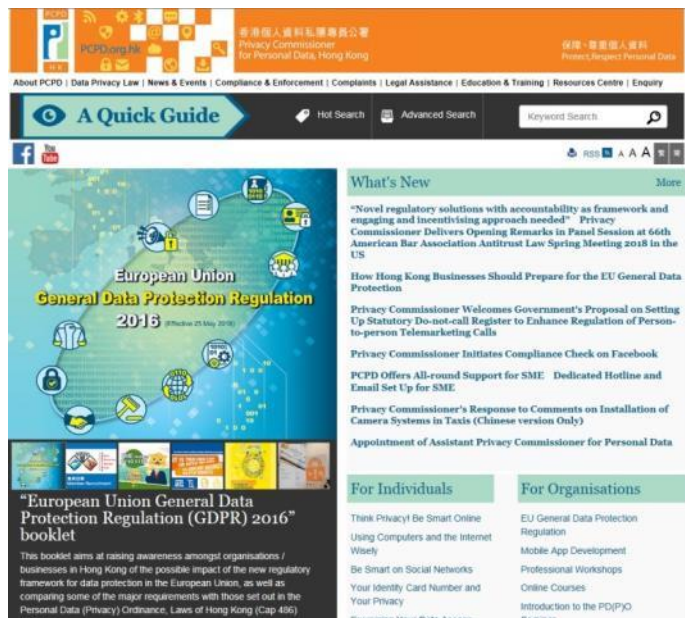 PCPD
PCPD.org.hk
H K
香港個人資料私隱專員公署
Privacy Commissioner
for Personal Data, Hong Kong
保障、尊重個人資料
Protect, Respect Personal Data
About PCPD | Data Privacy Law | News & Events | Compliance & Enforcement | Complaints | Legal Assistance | Education & Training | Resources Centre | Enquiry
A Quick Guide
Hot Search
Advanced Search
Keyword Search
You
Tube
RSS A A A 繁 简
European Union
General Data Protection Regulation
2016 (Effective 25 May 2018)
"European Union General Data
Protection Regulation (GDPR) 2016"
booklet
This booklet aims at raising awareness amongst organisations /
businesses in Hong Kong of the possible impact of the new regulatory
framework for data protection in the European Union, as well as
comparing some of the major requirements with those set out in the
Personal Data (Privacy) Ordinance, Laws of Hong Kong (Cap 486)
What's New
More
"Novel regulatory solutions with accountability as framework and
engaging and incentivising approach needed" Privacy
Commissioner Delivers Opening Remarks in Panel Session at 66th
American Bar Association Antitrust Law Spring Meeting 2018 in the
US
How Hong Kong Businesses Should Prepare for the EU General Data
Protection
Privacy Commissioner Welcomes Government's Proposal on Setting
Up Statutory Do-not-call Register to Enhance Regulation of Person-
to-person Telemarketing Calls
Privacy Commissioner Initiates Compliance Check on Facebook
PCPD Offers All-round Support for SME Dedicated Hotline and
Email Set Up for SME
Privacy Commissioner's Response to Comments on Installation of
Camera Systems in Taxis (Chinese version Only)
Appointment of Assistant Privacy Commissioner for Personal Data
For Individuals
Think Privacy! Be Smart Online
Using Computers and the Internet
Wisely
Be Smart on Social Networks
Your Identity Card Number and
Your Privacy
For Organisations
EU General Data Protection
Regulation
Mobile App Development
Professional Workshops
Online Courses
Introduction to the PD(P)O